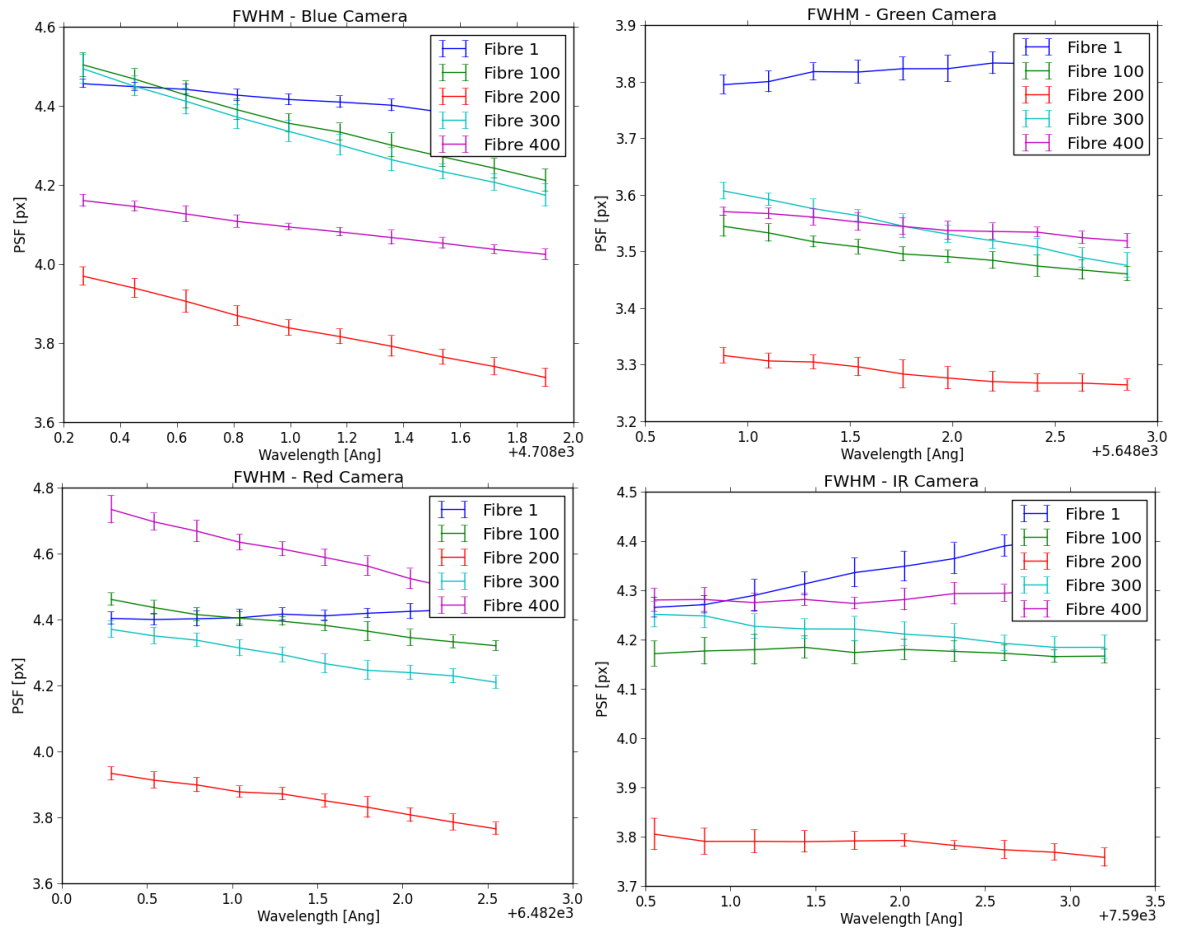 FWHM - Blue Camera
4.6
4.4
4.2
4.0
3.8
3.6
PSF [px]
Fibre 1
Fibre 100
Fibre 200
Fibre 300
Fibre 400
0.2 0.4 0.6 0.8 1.0 1.2 1.4 1.6 1.8 2.0
Wavelength [Ang]
+4.708e3
FWHM - Green Camera
3.9
3.8
3.7
3.6
3.5
3.4
3.3
3.2
PSF [px]
Fibre 1
Fibre 100
Fibre 200
Fibre 300
Fibre 400
0.5 1.0 1.5 2.0 2.5 3.0
Wavelength [Ang]
+5.648e3
FWHM - Red Camera
4.8
4.6
4.4
4.2
4.0
3.8
3.6
PSF [px]
Fibre 1
Fibre 100
Fibre 200
Fibre 300
Fibre 400
0.0 0.5 1.0 1.5 2.0 2.5 3.0
Wavelength [Ang]
+6.482e3
FWHM - IR Camera
4.5
4.4
4.3
4.2
4.1
4.0
3.9
3.8
3.7
PSF [px]
Fibre 1
Fibre 100
Fibre 200
Fibre 300
Fibre 400
0.5 1.0 1.5 2.0 2.5 3.0 3.5
Wavelength [Ang]
+7.59e3